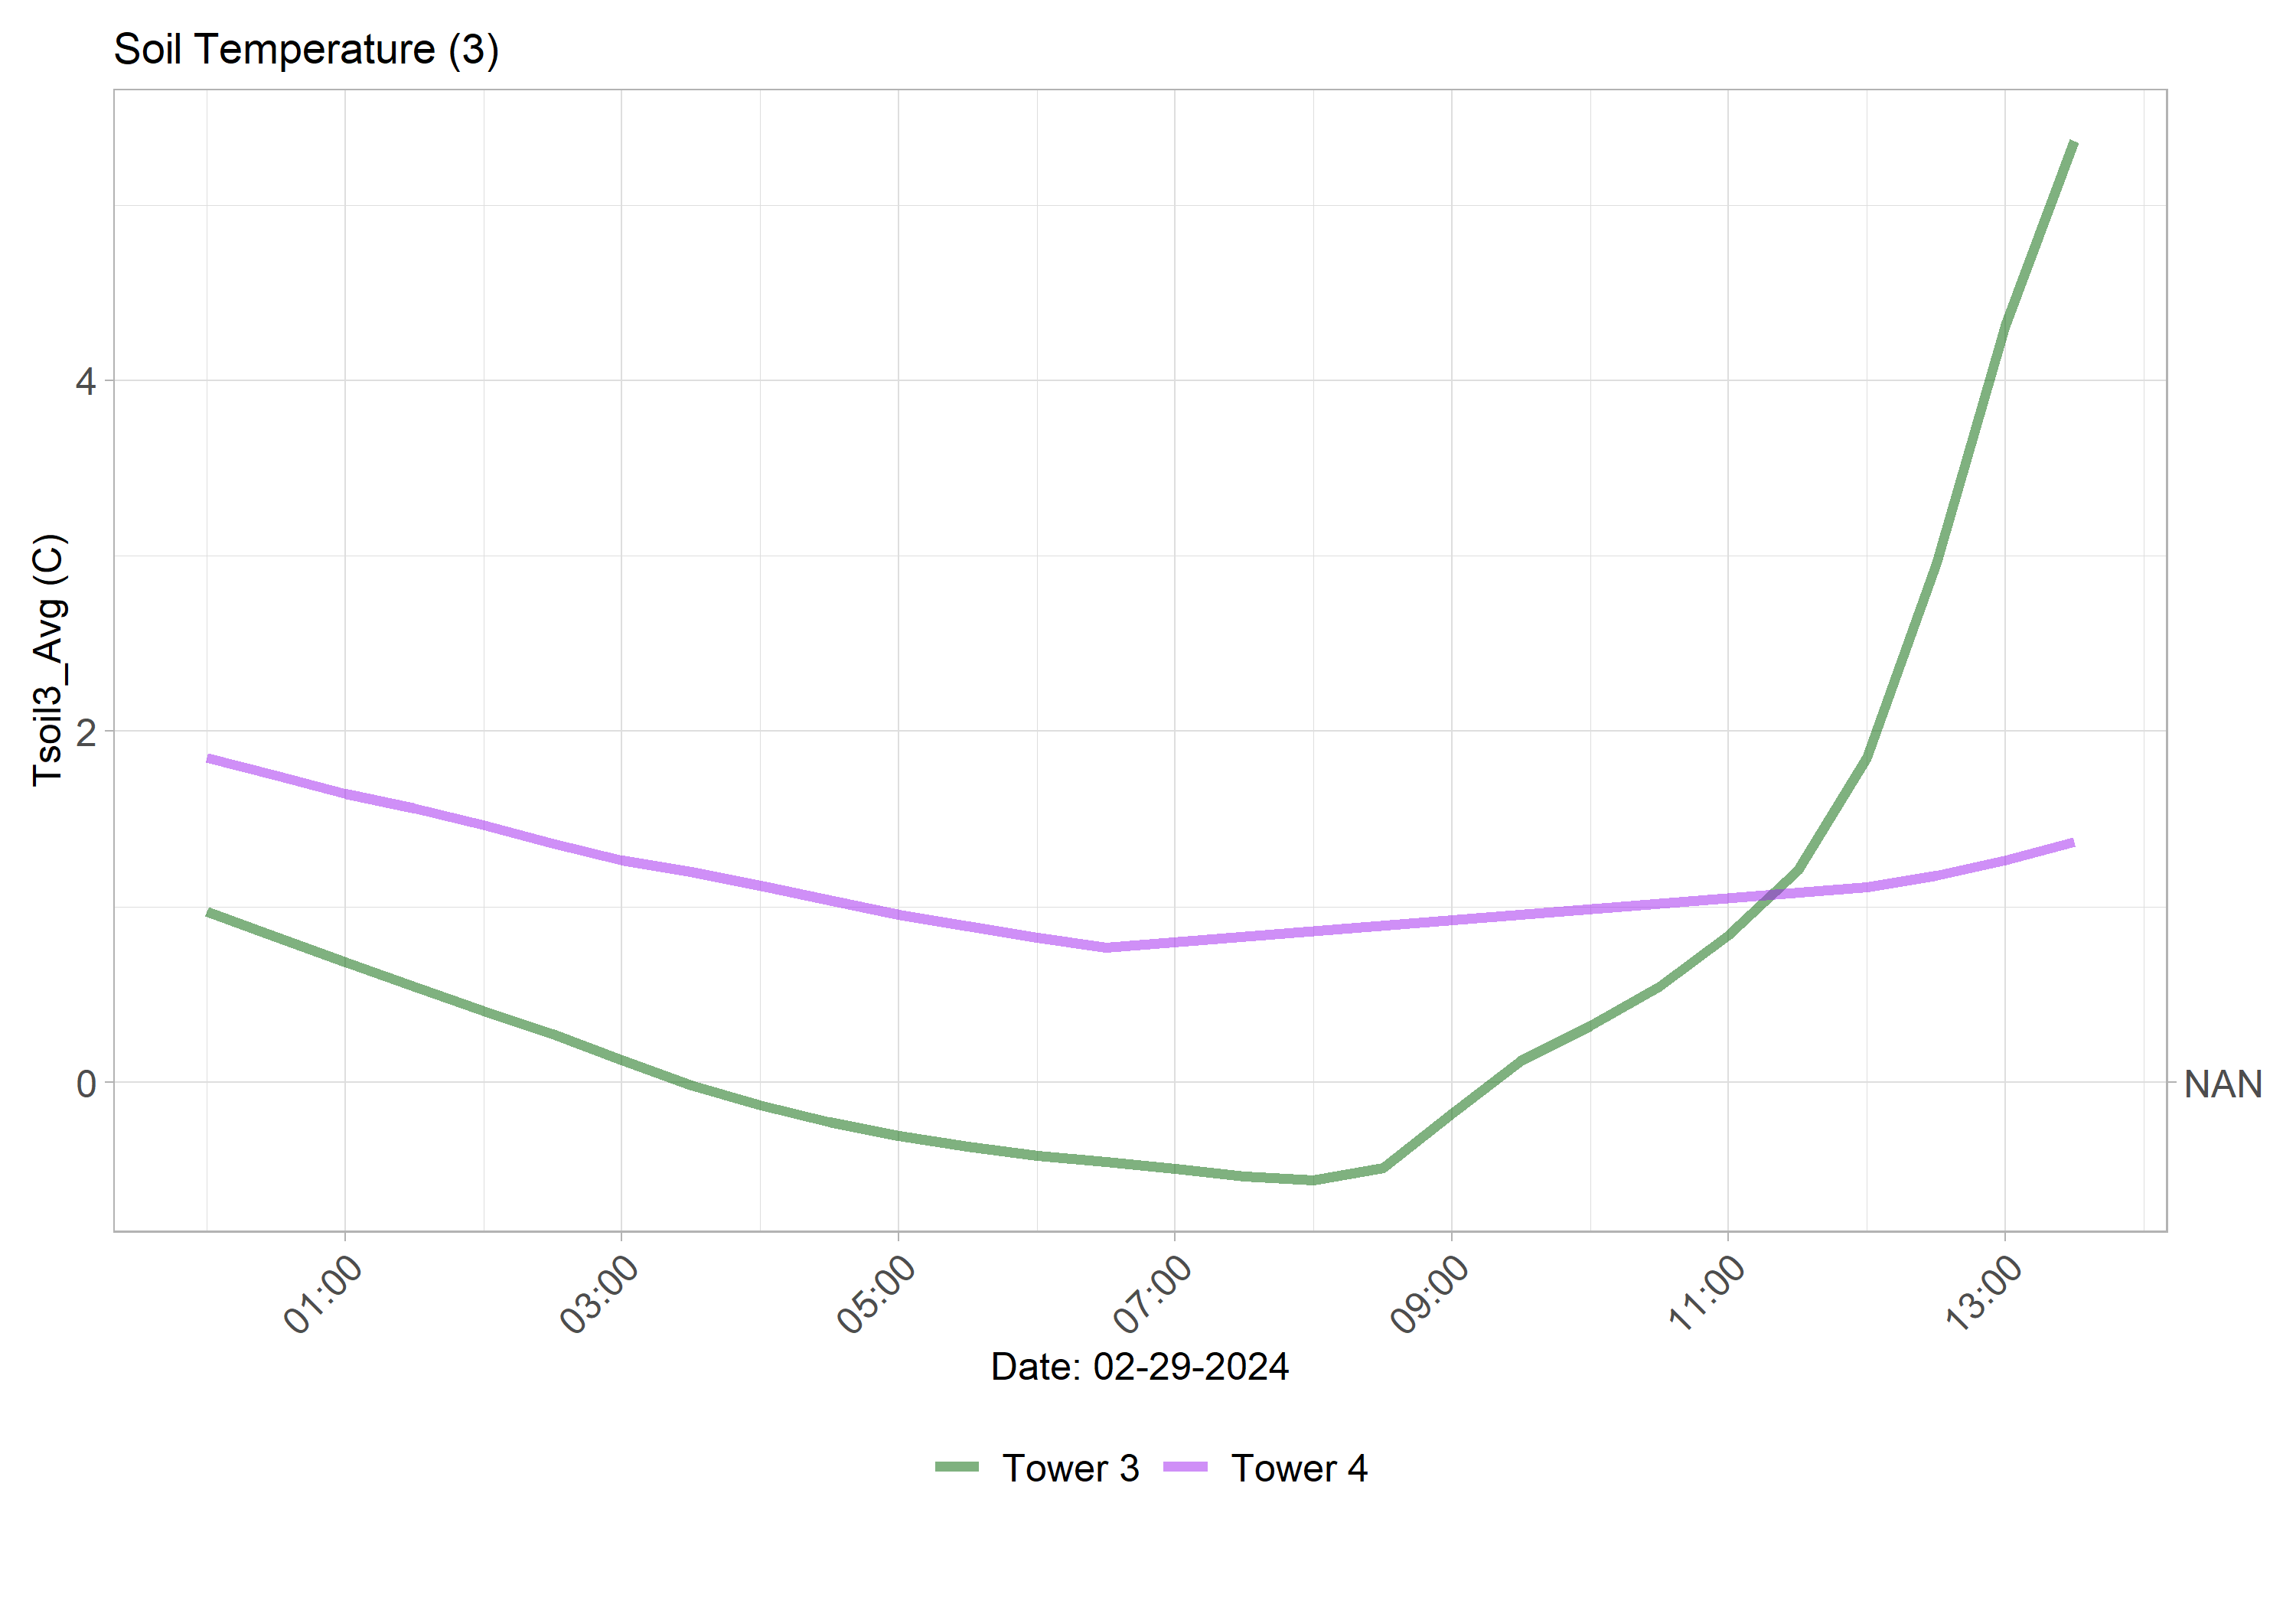 Soil Temperature (3)
Tsoil3_Avg (C)
4
2
0
NAN
01:00
03:00
05:00
07:00
09:00
11:00
13:00
Date: 02-29-2024
Tower 3
Tower 4